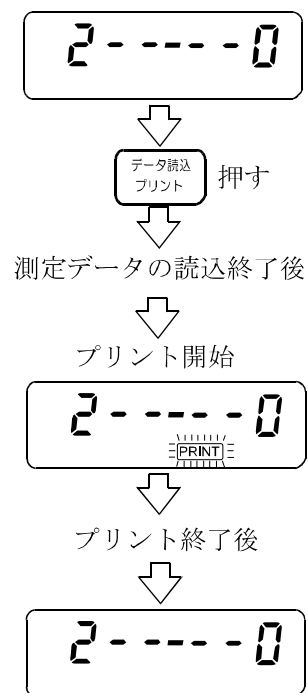 2-----0
データ読込
プリント
押す
測定データの読込終了後
プリント開始
2-----0
PRINT
プリント終了後
2-----0